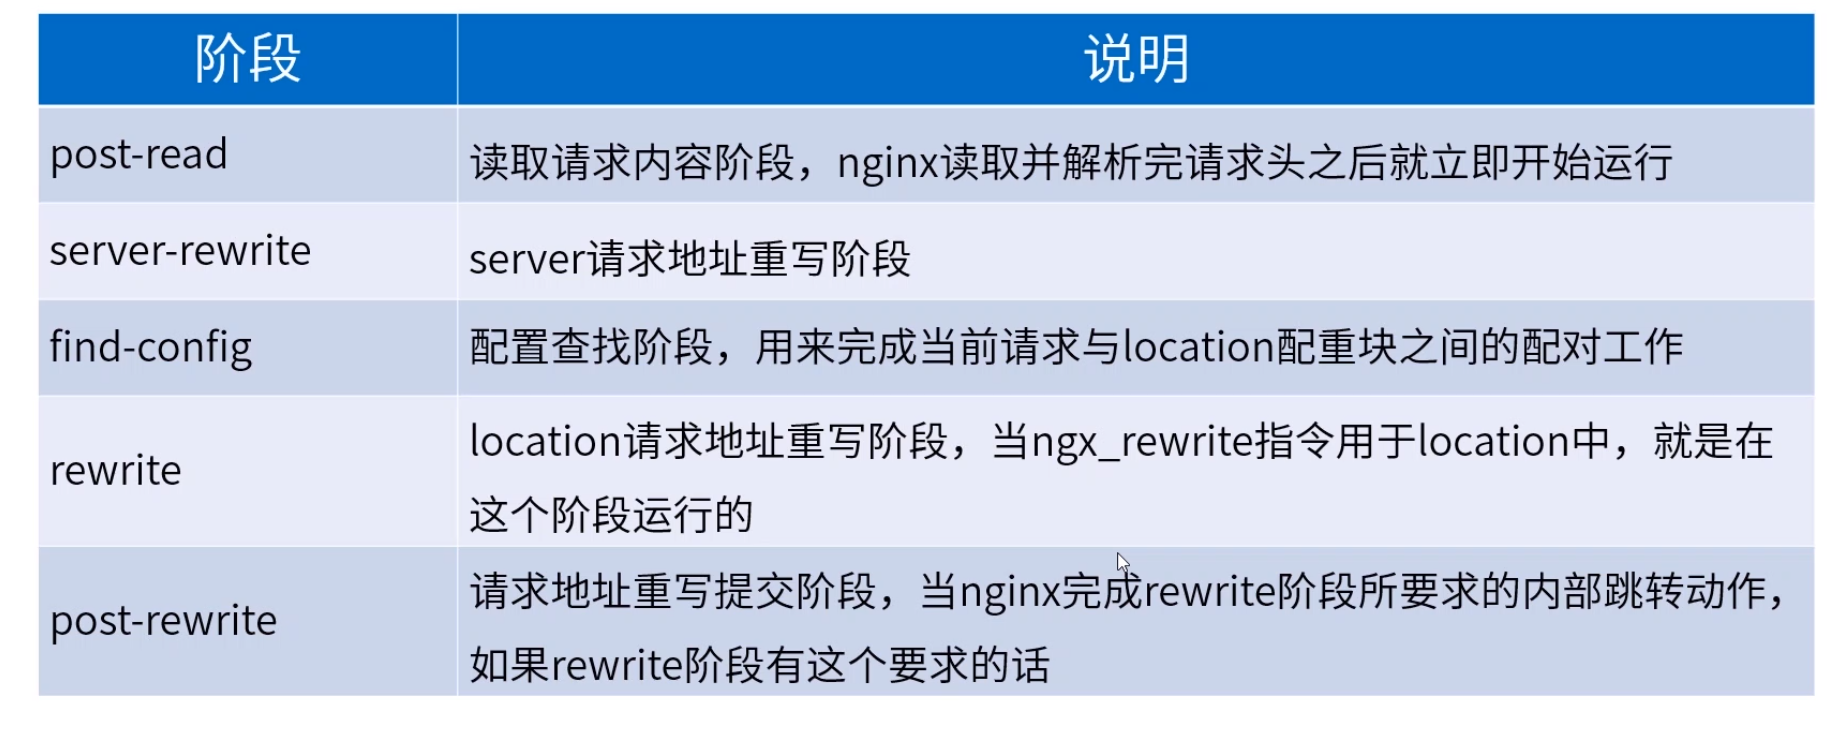 阶段
说明
post-read
读取请求内容阶段，nginx读取并解析完请求头之后就立即开始运行
server-rewrite
server请求地址重写阶段
find-config
配置查找阶段，用来完成当前请求与location配重块之间的配对工作
rewrite
location请求地址重写阶段，当ngx_rewrite指令用于location中，就是在
这个阶段运行的
post-rewrite
请求地址重写提交阶段，当nginx完成rewrite阶段所要求的内部跳转动作，
如果rewrite阶段有这个要求的话